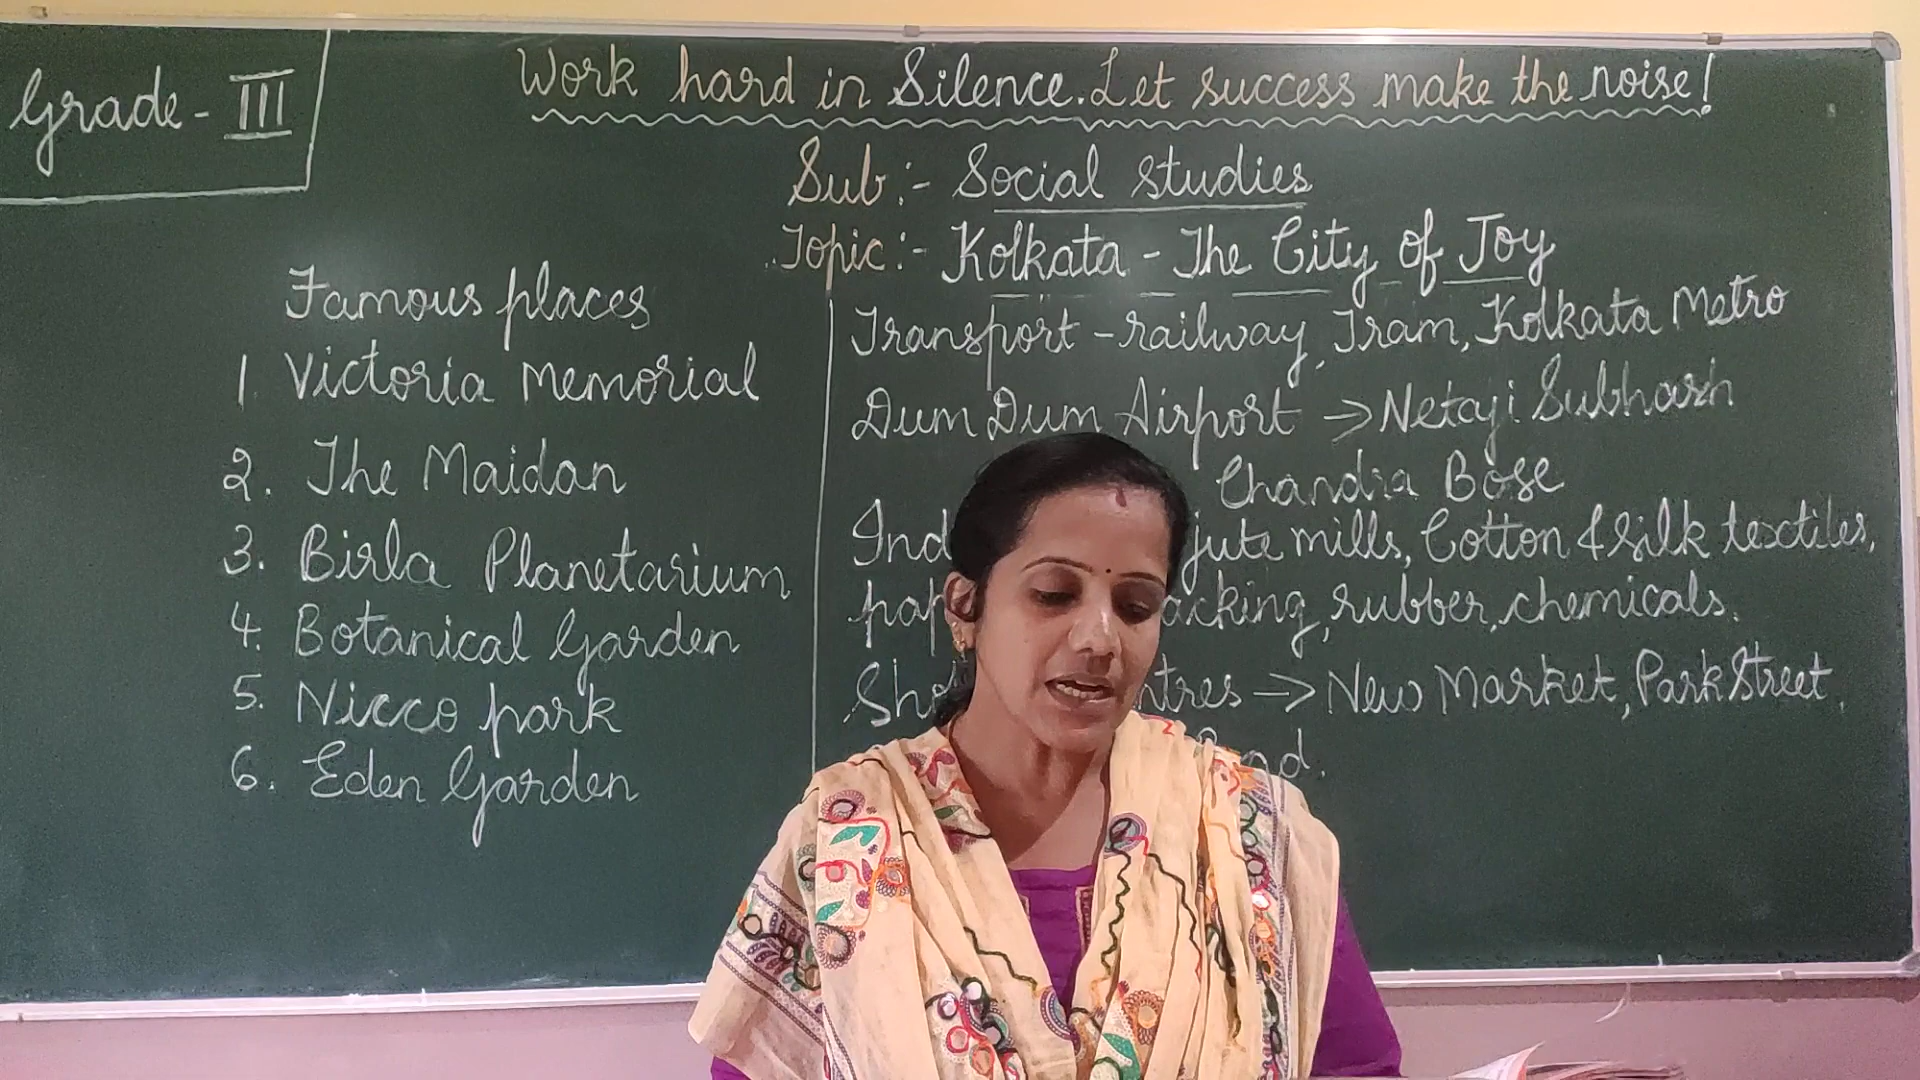 Grade - III
Work hard in Silence. Let success make the noise!
Sub:- Social studies
Topic:- Kolkata - The City of Joy
Famous places
1 Victoria Memorial
2. The Maidan
3. Birla Planetarium
4. Botanical Garden
5. Nicco park
6. Eden Garden
Transport - railway, Tram, Kolkata Metro
Dum Dum Airport → Netaji Subhash
Chandra Bose
jute mills, Cotton & Silk textiles,
rubber, chemicals.
→ New Market, Park Street,